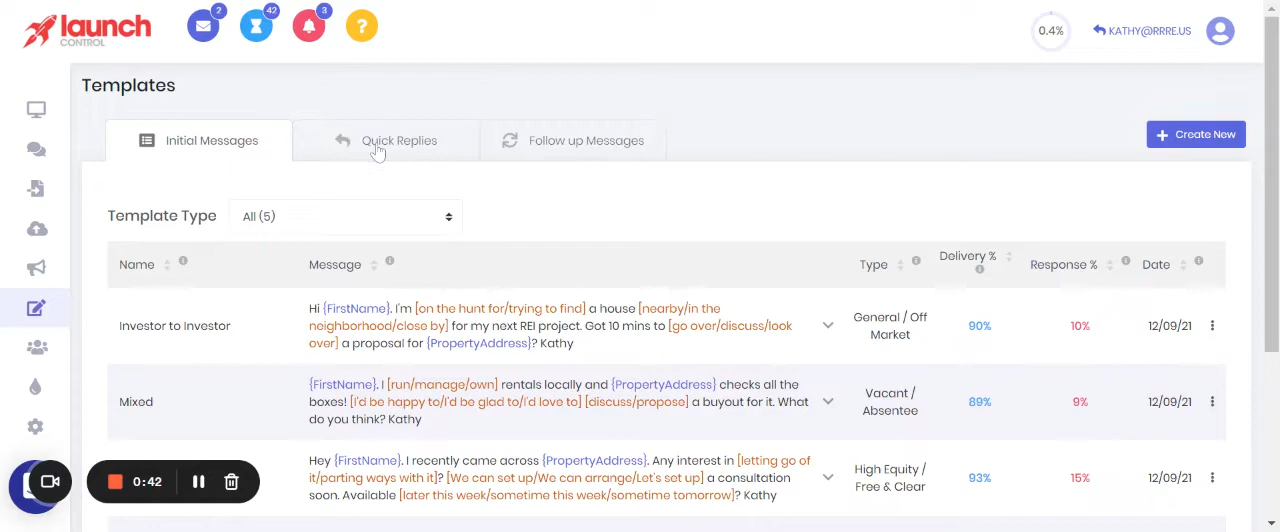 launch
CONTROL
2
42
3
?
0.4%
KATHY@RRRE.US
Templates
Initial Messages
Quick Replies
Follow up Messages
+ Create New
Template Type
All (5)
Name
Message
Type
Delivery %
Response %
Date
Investor to Investor
Hi {FirstName}. I'm [on the hunt for/trying to find] a house [nearby/in the
neighborhood/close by] for my next REI project. Got 10 mins to [go over/discuss/look
over] a proposal for {PropertyAddress}? Kathy
General / Off
Market
90%
10%
12/09/21
Mixed
{FirstName}. I [run/manage/own] rentals locally and {PropertyAddress} checks all the
boxes! [I'd be happy to/I'd be glad to/I'd love to] [discuss/propose] a buyout for it. What
do you think? Kathy
Vacant /
Absentee
89%
9%
12/09/21
Hey {FirstName}. I recently came across {PropertyAddress}. Any interest in [letting go of
it/parting ways with it]? [We can set up/We can arrange/Let's set up] a consultation
soon. Available [later this week/sometime this week/sometime tomorrow]? Kathy
High Equity /
Free & Clear
93%
15%
12/09/21
0:42